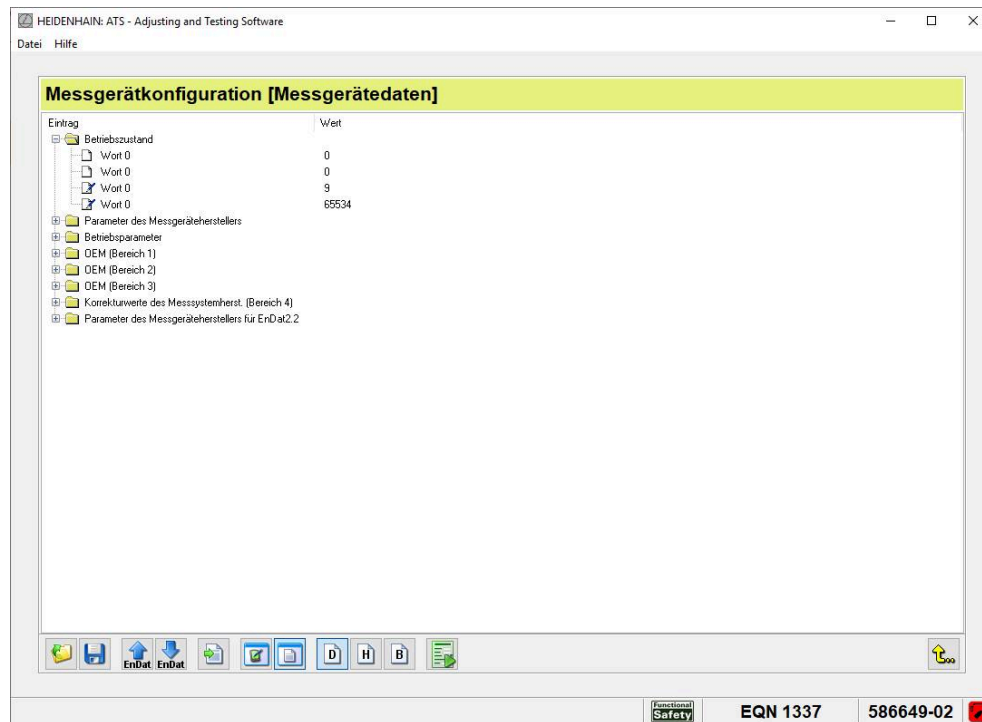 HEIDENHAIN: ATS - Adjusting and Testing Software
Datei Hilfe
Messgerätkonfiguration [Messgerätedaten]
Eintrag Wert
Betriebszustand
Wort 0 0
Wort 0 0
Wort 0 9
Wort 0 65534
Parameter des Messgeräteherstellers
Betriebsparameter
OEM (Bereich 1)
OEM (Bereich 2)
OEM (Bereich 3)
Korrekturwerte des Messsystemherst. (Bereich 4)
Parameter des Messgeräteherstellers für EnDat2.2
EnDat EnDat D H B
Functional
Safety EQN 1337 586649-02